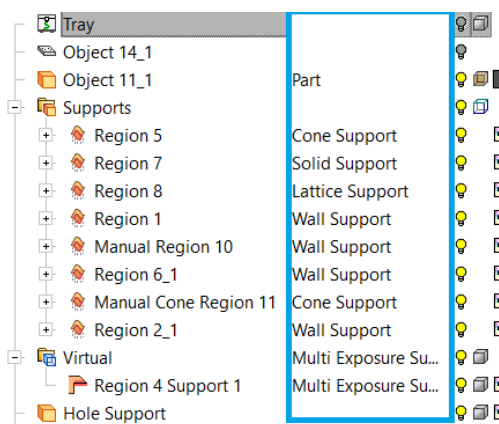 Tray
Object 14_1
Object 11_1 Part
Supports
Region 5 Cone Support
Region 7 Solid Support
Region 8 Lattice Support
Region 1 Wall Support
Manual Region 10 Wall Support
Region 6_1 Wall Support
Manual Cone Region 11 Cone Support
Region 2_1 Wall Support
Virtual Multi Exposure Su...
Region 4 Support 1 Multi Exposure Su...
Hole Support